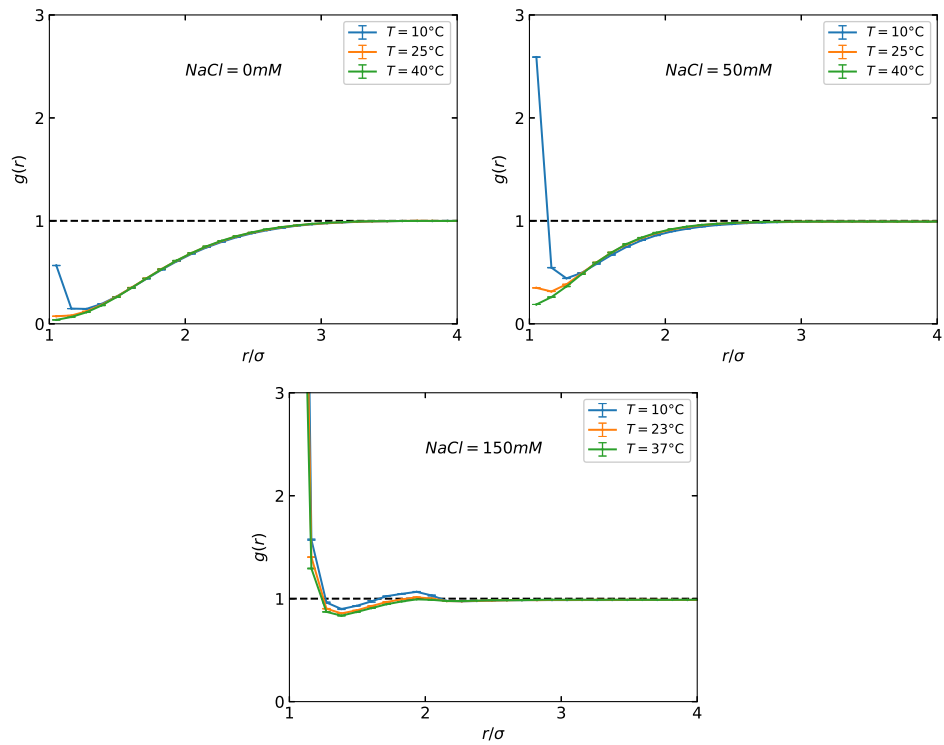 3
2
1
0
g(r)
NaCl = 0mM
T = 10°C
T = 25°C
T = 40°C
1
2
3
4
r/σ
3
2
1
0
g(r)
NaCl = 50mM
T = 10°C
T = 25°C
T = 40°C
1
2
3
4
r/σ
3
2
1
0
g(r)
NaCl = 150mM
T = 10°C
T = 23°C
T = 37°C
1
2
3
4
r/σ